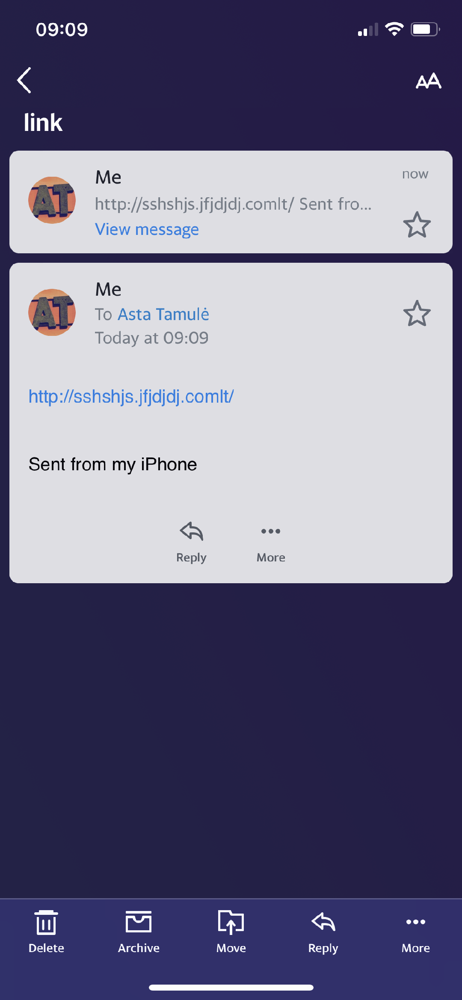 09:09
AA
link
Me
now
http://sshshjs.jfjdjdj.comlt/ Sent fro...
View message
AT
Me
To Asta Tamulė
Today at 09:09
AT
http://sshshjs.jfjdjdj.comlt/
Sent from my iPhone
Reply
More
Delete
Archive
Move
Reply
More